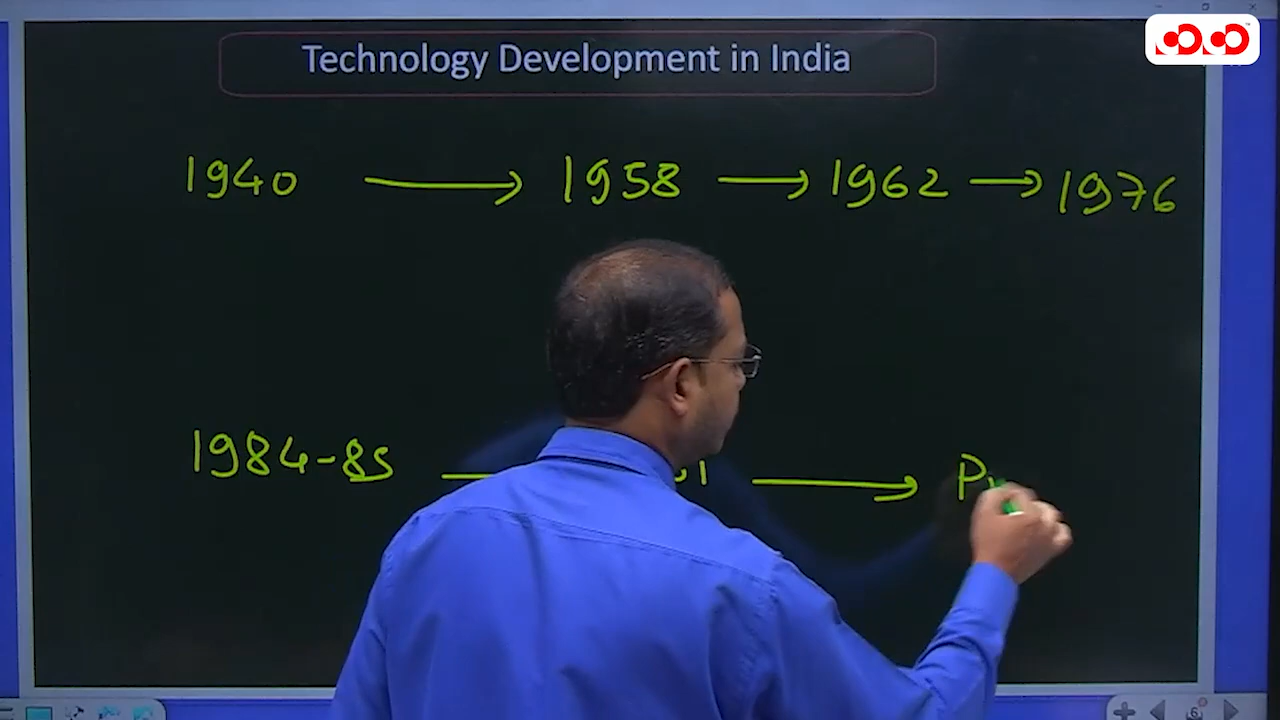 Technology Development in India
1940 → 1958 → 1962 → 1976
1984-85 →